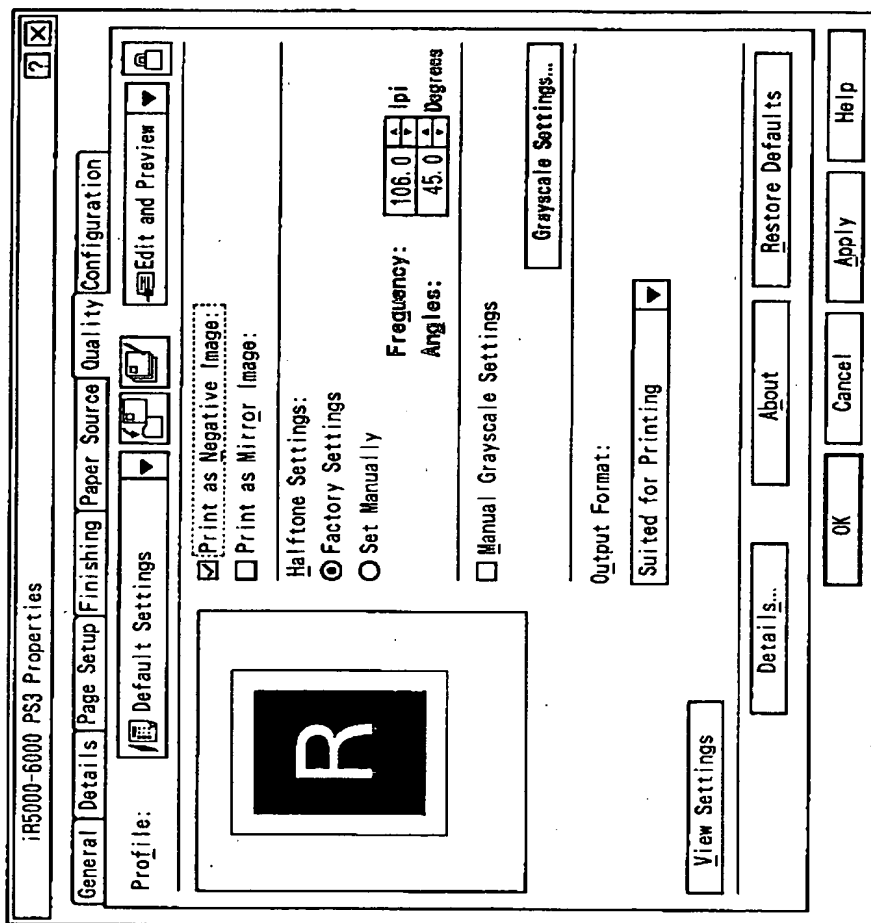 iR5000-6000 PS3 Properties
? X
General Details Page Setup Finishing Paper Source Quality Configuration
Profile: Default Settings Edit and Preview
R
Print as Negative Image:
Print as Mirror Image:
Halftone Settings:
Factory Settings
Set Manually
Frequency: 106.0 lpi
Angles: 45.0 Degrees
Manual Grayscale Settings
Grayscale Settings...
Output Format:
Suited for Printing
View Settings
Details... About Restore Defaults
OK Cancel Apply Help